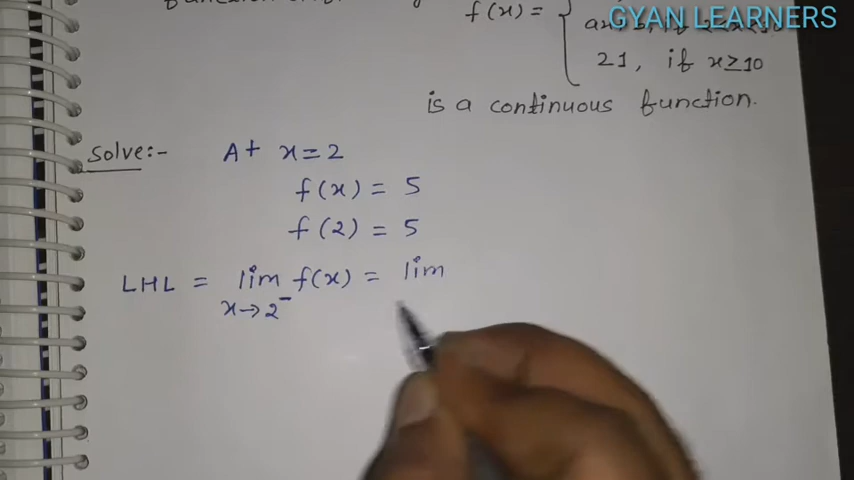 GYAN LEARNERS
f(x) =
21, if x≥10
is a continuous function.
Solve:- At x=2
f(x) = 5
f(2) = 5
LHL = lim f(x) = lim
x→2⁻